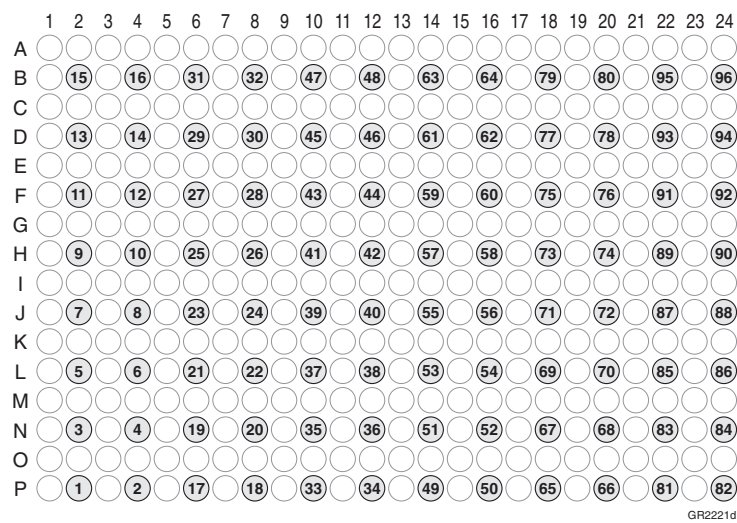 1 2 3 4 5 6 7 8 9 10 11 12 13 14 15 16 17 18 19 20 21 22 23 24
A
B 15 16 31 32 47 48 63 64 79 80 95 96
C
D 13 14 29 30 45 46 61 62 77 78 93 94
E
F 11 12 27 28 43 44 59 60 75 76 91 92
G
H 9 10 25 26 41 42 57 58 73 74 89 90
I
J 7 8 23 24 39 40 55 56 71 72 87 88
K
L 5 6 21 22 37 38 53 54 69 70 85 86
M
N 3 4 19 20 35 36 51 52 67 68 83 84
O
P 1 2 17 18 33 34 49 50 65 66 81 82
GR2221d